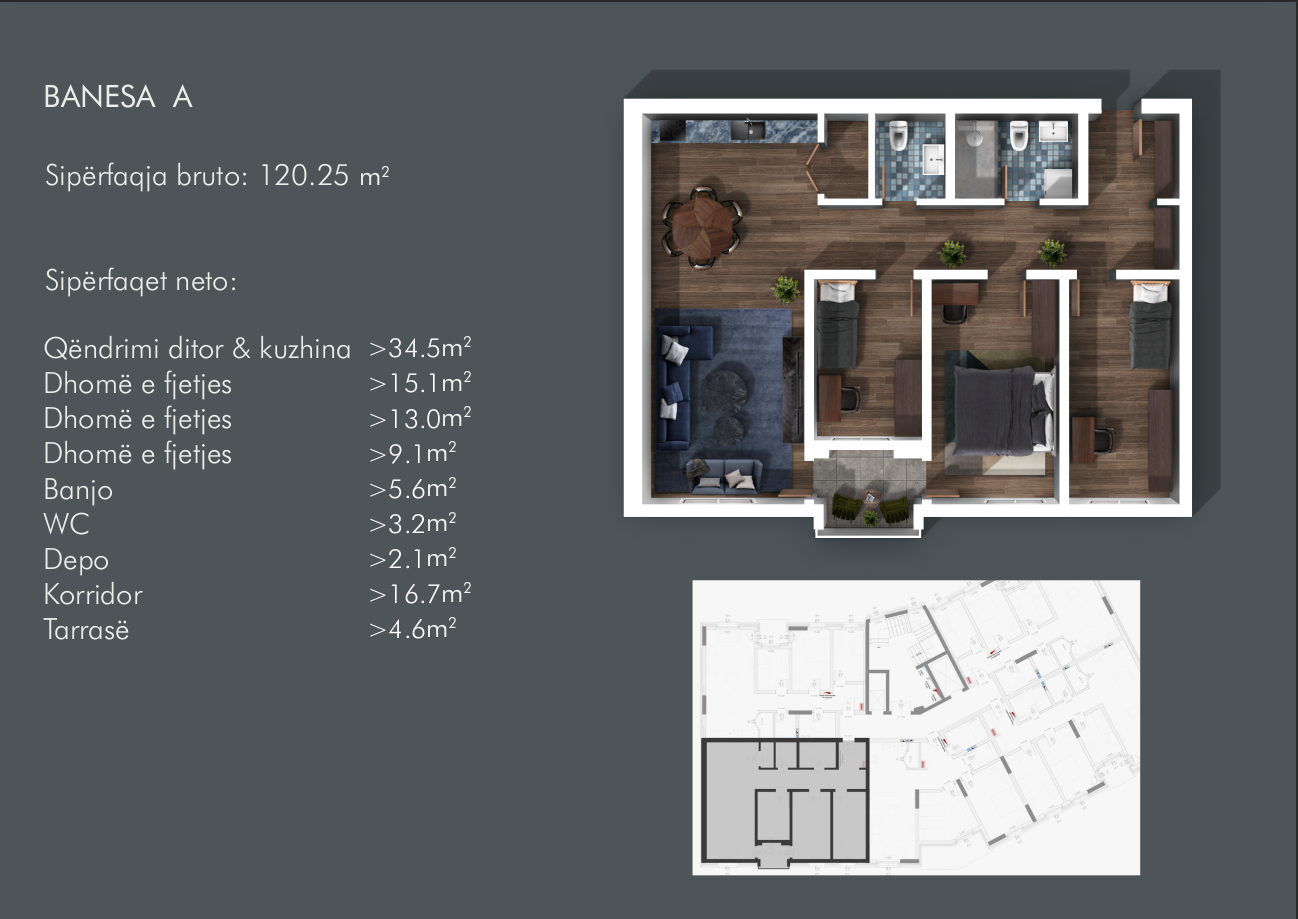 BANESA A
Sipërfaqja bruto: 120.25 m²
Sipërfaqet neto:
Qëndrimi ditor & kuzhina >34.5m²
Dhomë e fjetjes >15.1m²
Dhomë e fjetjes >13.0m²
Dhomë e fjetjes >9.1m²
Banjo >5.6m²
WC >3.2m²
Depo >2.1m²
Korridor >16.7m²
Tarrasë >4.6m²